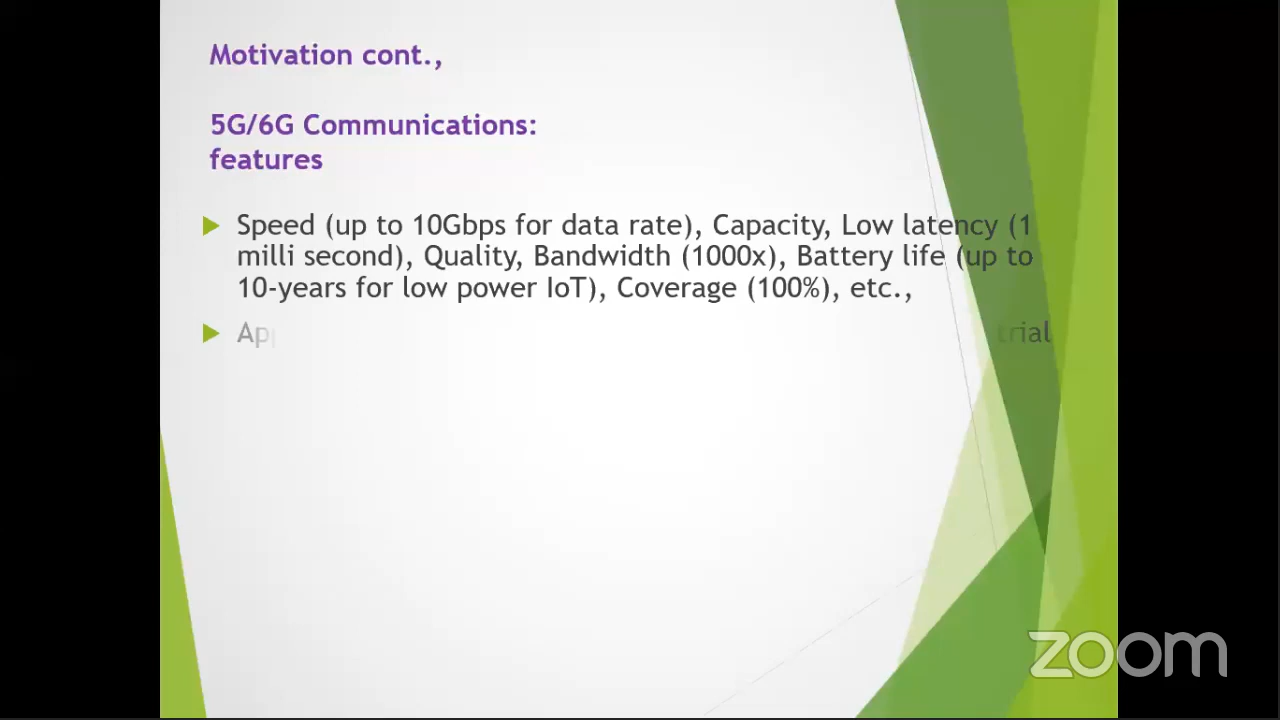 Motivation cont.,
5G/6G Communications:
features
Speed (up to 10Gbps for data rate), Capacity, Low latency (1
milli second), Quality, Bandwidth (1000x), Battery life (up to
10-years for low power IoT), Coverage (100%), etc.,
zoom